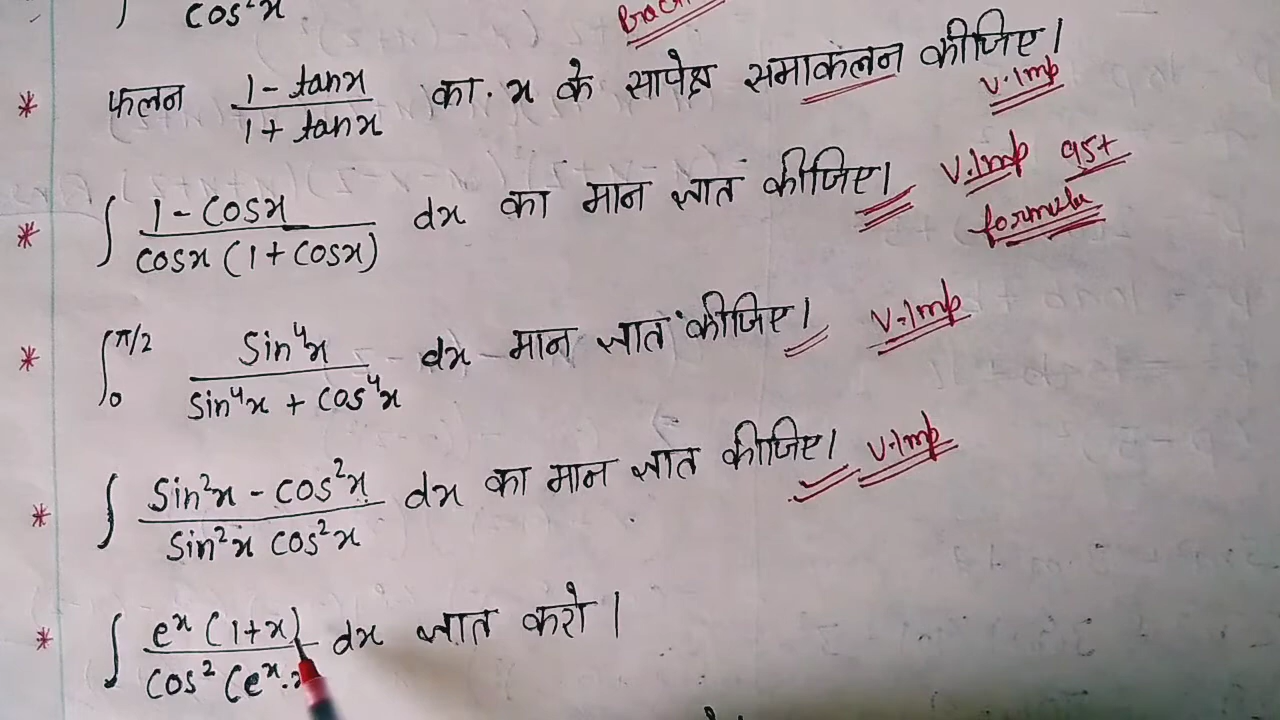 ∫ cos²x
* फलन (1 - tanx)/(1 + tanx) का . x के सापेक्ष समाकलन कीजिए। V.Imp
* ∫ (1 - cosx)/(cosx (1 + cosx)) dx का मान ज्ञात कीजिए। V.Imp 95+ formula
* ∫₀^π/2 sin⁴x/(sin⁴x + cos⁴x) dx मान ज्ञात कीजिए। V.Imp
* ∫ (sin²x - cos²x)/(sin²x cos²x) dx का मान ज्ञात कीजिए। V.Imp
* ∫ eˣ (1+x)/cos² (eˣ. dx ज्ञात करो।